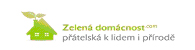 Zelená domácnost.com
přátelská k lidem i přírodě